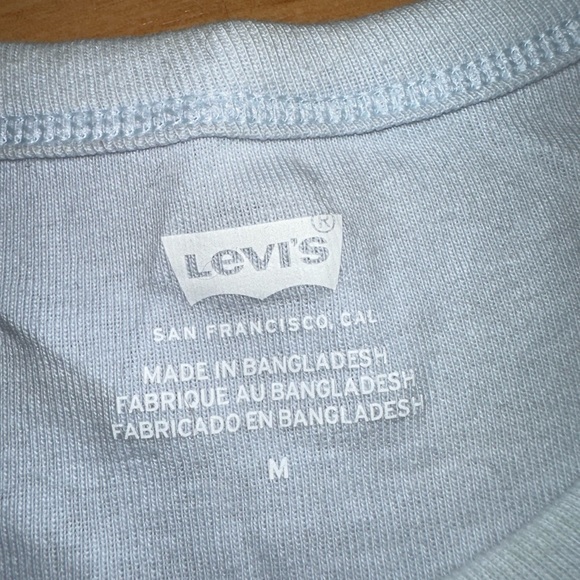 LEVI'S®
SAN FRANCISCO, CAL
MADE IN BANGLADESH
FABRIQUE AU BANGLADESH
FABRICADO EN BANGLADESH
M